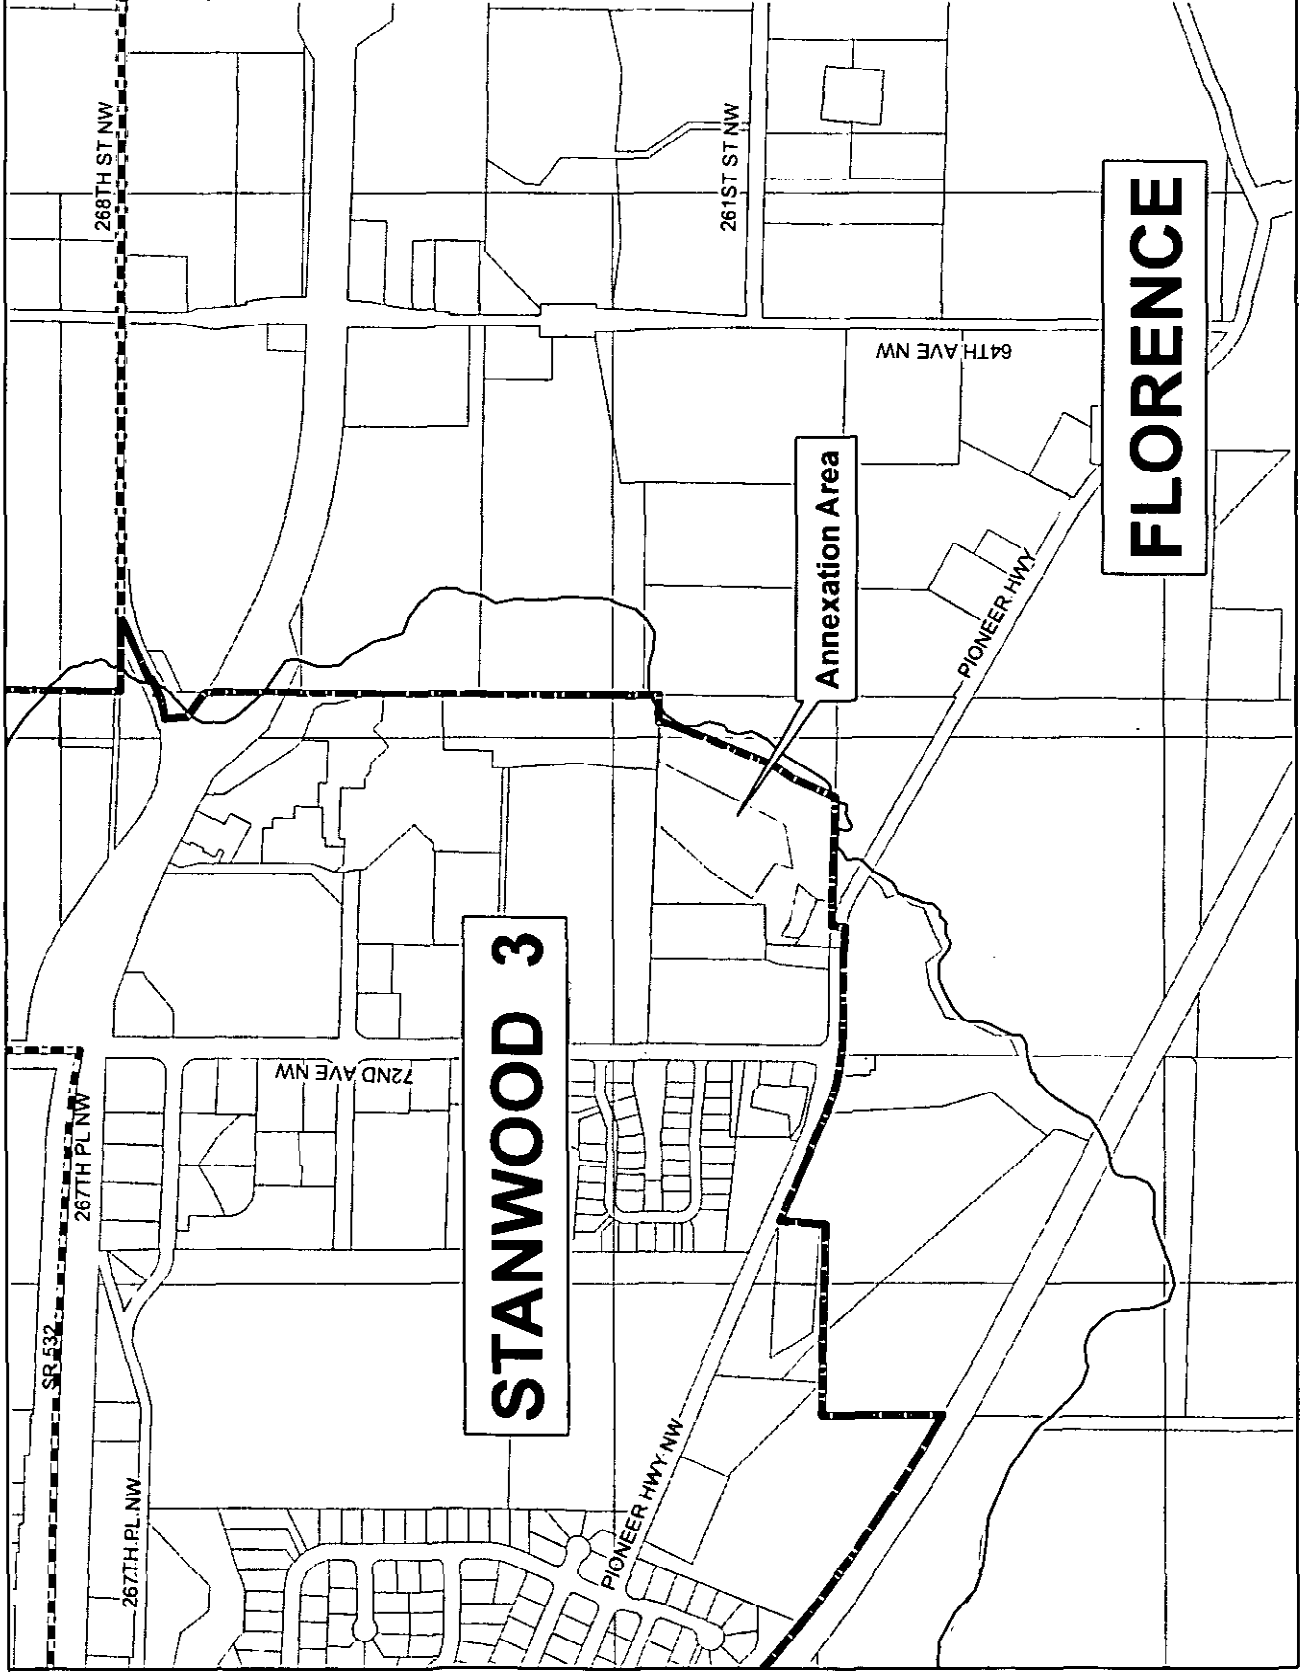 SR 532
267TH PL NW
267TH PL NW
268TH ST NW
72ND AVE NW
STANWOOD 3
261ST ST NW
64TH AVE NW
PIONEER HWY NW
Annexation Area
PIONEER HWY
FLORENCE